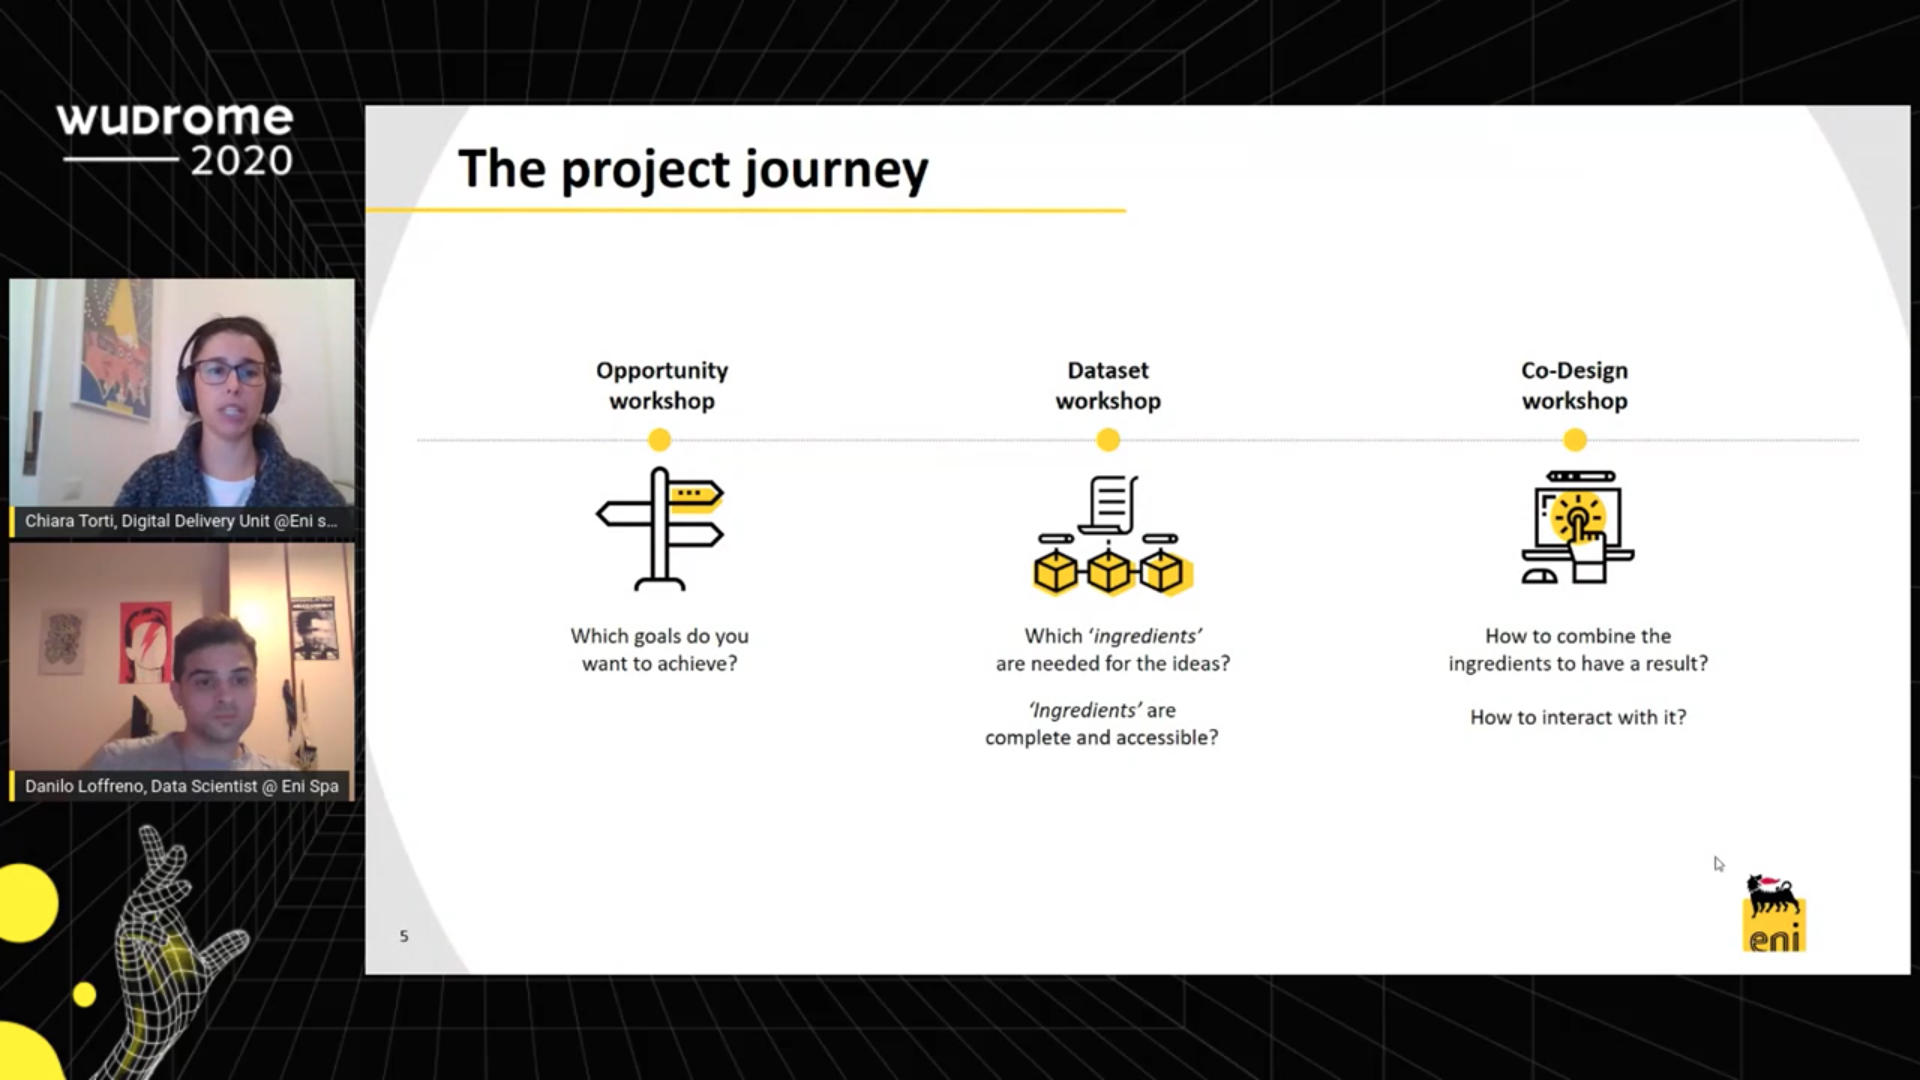 wuDrome
2020
The project journey
Opportunity
workshop
Dataset
workshop
Co-Design
workshop
Which goals do you
want to achieve?
Which ‘ingredients’
are needed for the ideas?
‘Ingredients’ are
complete and accessible?
How to combine the
ingredients to have a result?
How to interact with it?
5
eni
Chiara Torti, Digital Delivery Unit @Eni s...
Danilo Loffreno, Data Scientist @ Eni Spa